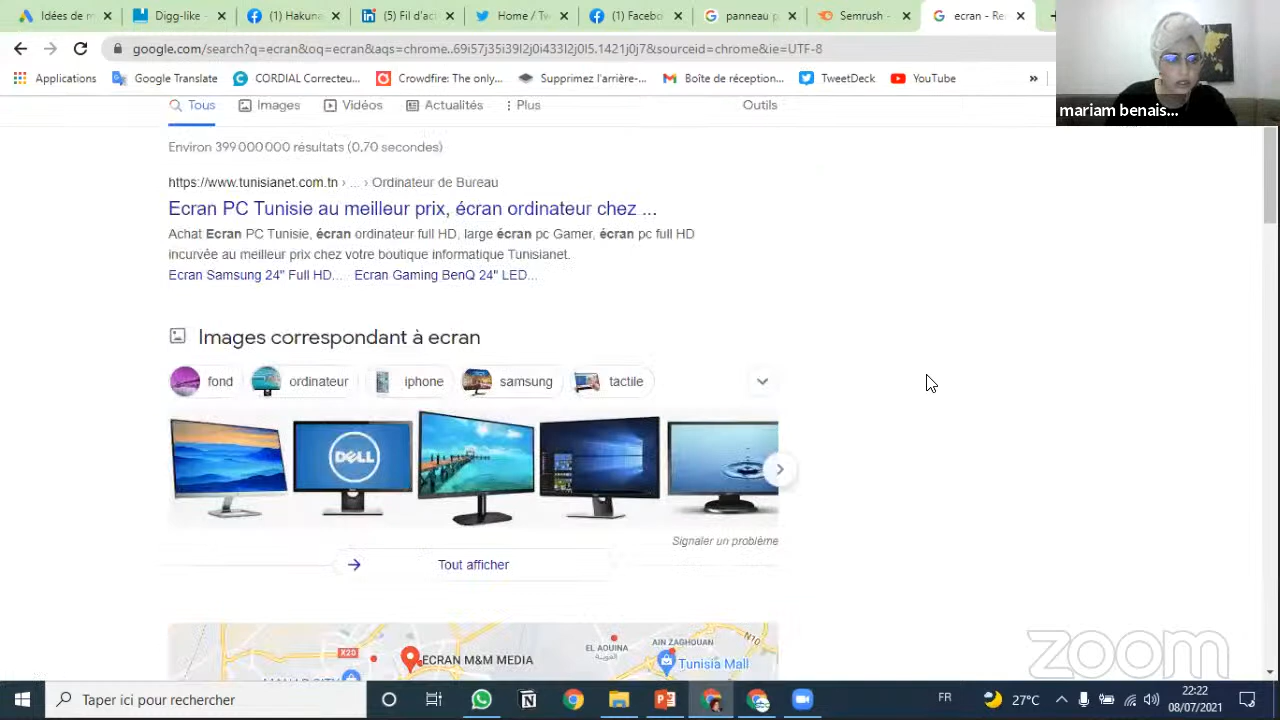 Idées de m
Digg-like -
(1) Hakuna
(5) Fil d'ac
Home / Tw
(1) Facebo
panneau p
Semrush -
ecran - Re
google.com/search?q=ecran&oq=ecran&aqs=chrome..69i57j35i39l2j0i433l2j0l5.1421j0j7&sourceid=chrome&ie=UTF-8
Applications
Google Translate
CORDIAL Correcteu...
Crowdfire: The only...
Supprimez l'arrière-...
Boîte de réception...
TweetDeck
YouTube
»
mariam benais...
Tous
Images
Vidéos
Actualités
Plus
Outils
Environ 399 000 000 résultats (0,70 secondes)
https://www.tunisianet.com.tn › ... › Ordinateur de Bureau
Ecran PC Tunisie au meilleur prix, écran ordinateur chez ...
Achat Ecran PC Tunisie, écran ordinateur full HD, large écran pc Gamer, écran pc full HD
incurvée au meilleur prix chez votre boutique informatique Tunisianet.
Ecran Samsung 24" Full HD...
Ecran Gaming BenQ 24" LED...
Images correspondant à ecran
fond
ordinateur
iphone
samsung
tactile
DELL
Signaler un problème
Tout afficher
X20
ECRAN M&M MEDIA
EL AOUINA
العوينة
AIN ZAGHOUAN
N10
Tunisia Mall
MANAR CITY
zoom
Taper ici pour rechercher
FR
27°C
22:22
08/07/2021